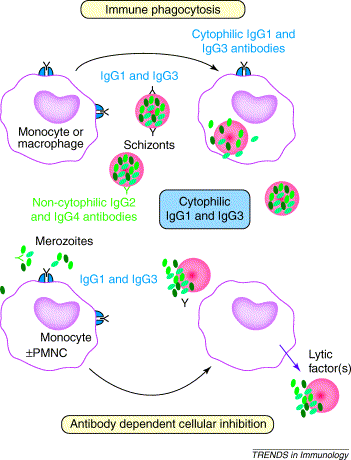 Immune phagocytosis
Cytophilic IgG1 and
IgG3 antibodies
IgG1 and IgG3
Monocyte or
macrophage
Schizonts
Non-cytophilic IgG2
and IgG4 antibodies
Cytophilic
IgG1 and IgG3
Merozoites
IgG1 and IgG3
Monocyte
±PMNC
Lytic
factor(s)
Antibody dependent cellular inhibition
TRENDS in Immunology